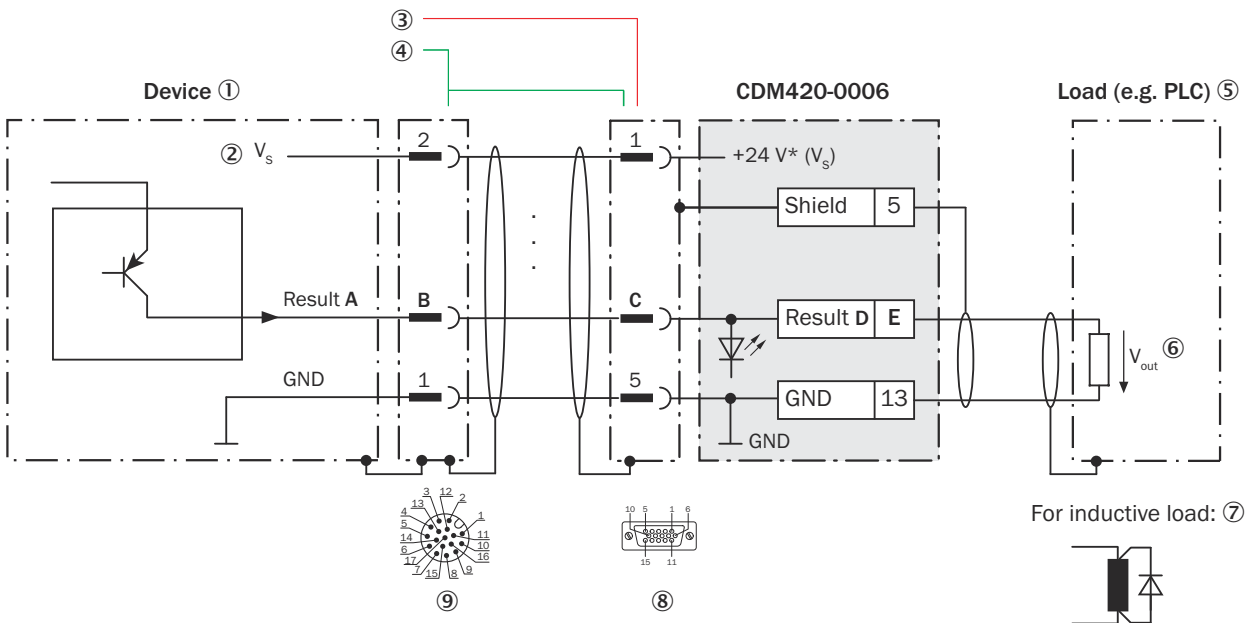 ③
④
Device ①
CDM420-0006
Load (e.g. PLC) ⑤
② Vs
2
1
+24 V* (Vs)
Shield 5
Result A
B
C
Result D E
Vout ⑥
GND
1
5
GND 13
GND
For inductive load: ⑦
3 12 2
13
4 1
5 11
14 10
6 16
17
7 15 8 9
⑨
10 5 1 6
15 11
⑧